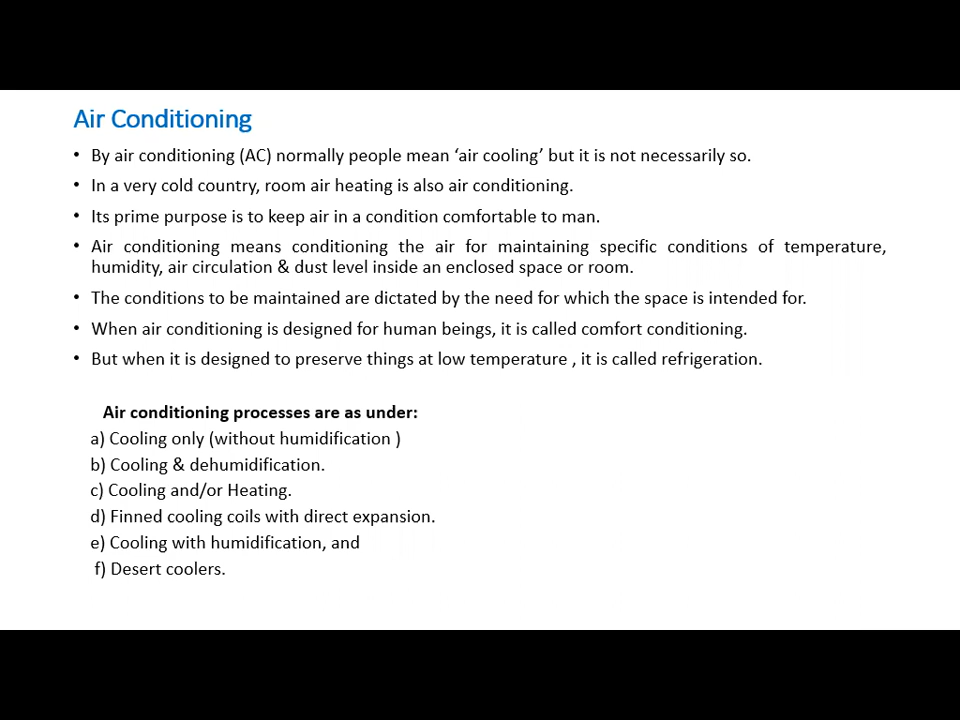 Air Conditioning
• By air conditioning (AC) normally people mean ‘air cooling’ but it is not necessarily so.
• In a very cold country, room air heating is also air conditioning.
• Its prime purpose is to keep air in a condition comfortable to man.
• Air conditioning means conditioning the air for maintaining specific conditions of temperature,
humidity, air circulation & dust level inside an enclosed space or room.
• The conditions to be maintained are dictated by the need for which the space is intended for.
• When air conditioning is designed for human beings, it is called comfort conditioning.
• But when it is designed to preserve things at low temperature , it is called refrigeration.
Air conditioning processes are as under:
a) Cooling only (without humidification )
b) Cooling & dehumidification.
c) Cooling and/or Heating.
d) Finned cooling coils with direct expansion.
e) Cooling with humidification, and
f) Desert coolers.